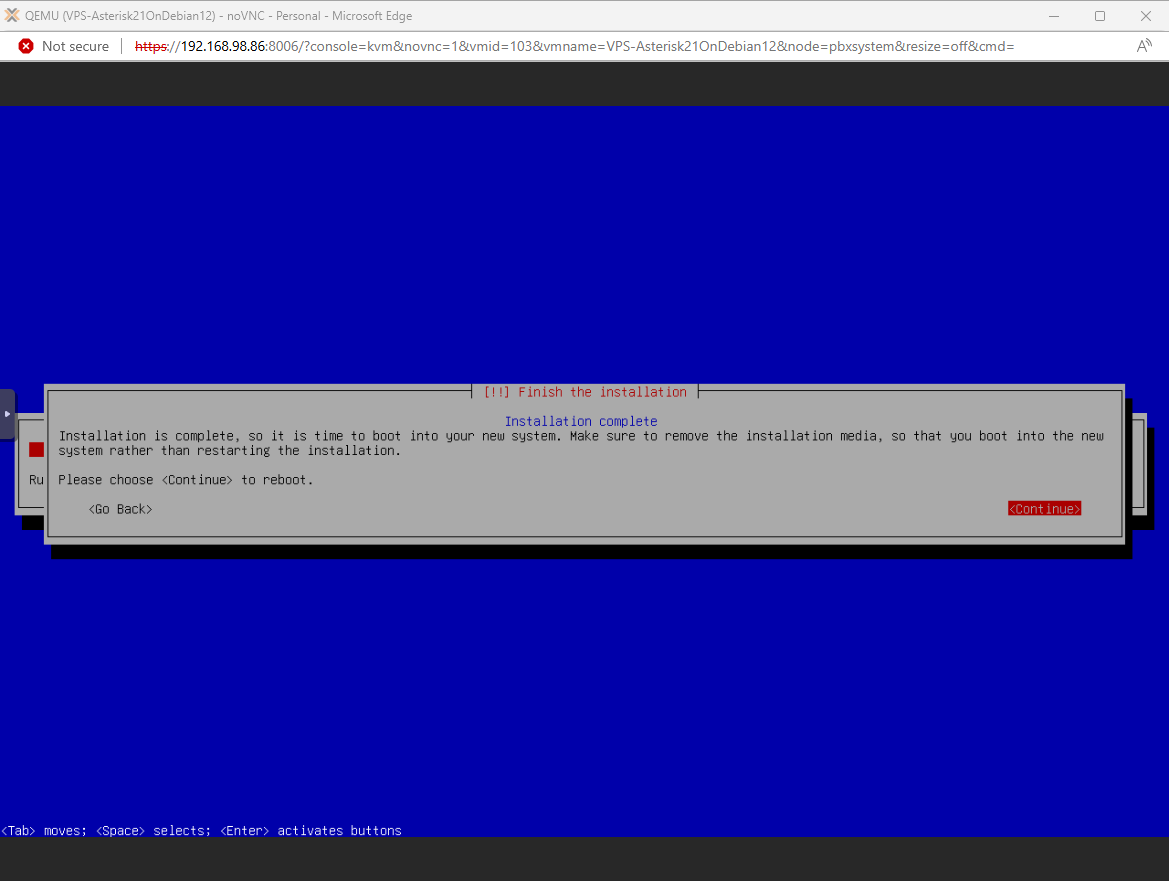 QEMU (VPS-Asterisk21OnDebian12) - noVNC - Personal - Microsoft Edge
Not secure | https://192.168.98.86:8006/?console=kvm&novnc=1&vmid=103&vmname=VPS-Asterisk21OnDebian12&node=pbxsystem&resize=off&cmd=
[!!] Finish the installation
Installation complete
Installation is complete, so it is time to boot into your new system. Make sure to remove the installation media, so that you boot into the new
system rather than restarting the installation.
Ru
Please choose <Continue> to reboot.
<Go Back> <Continue>
<Tab> moves; <Space> selects; <Enter> activates buttons